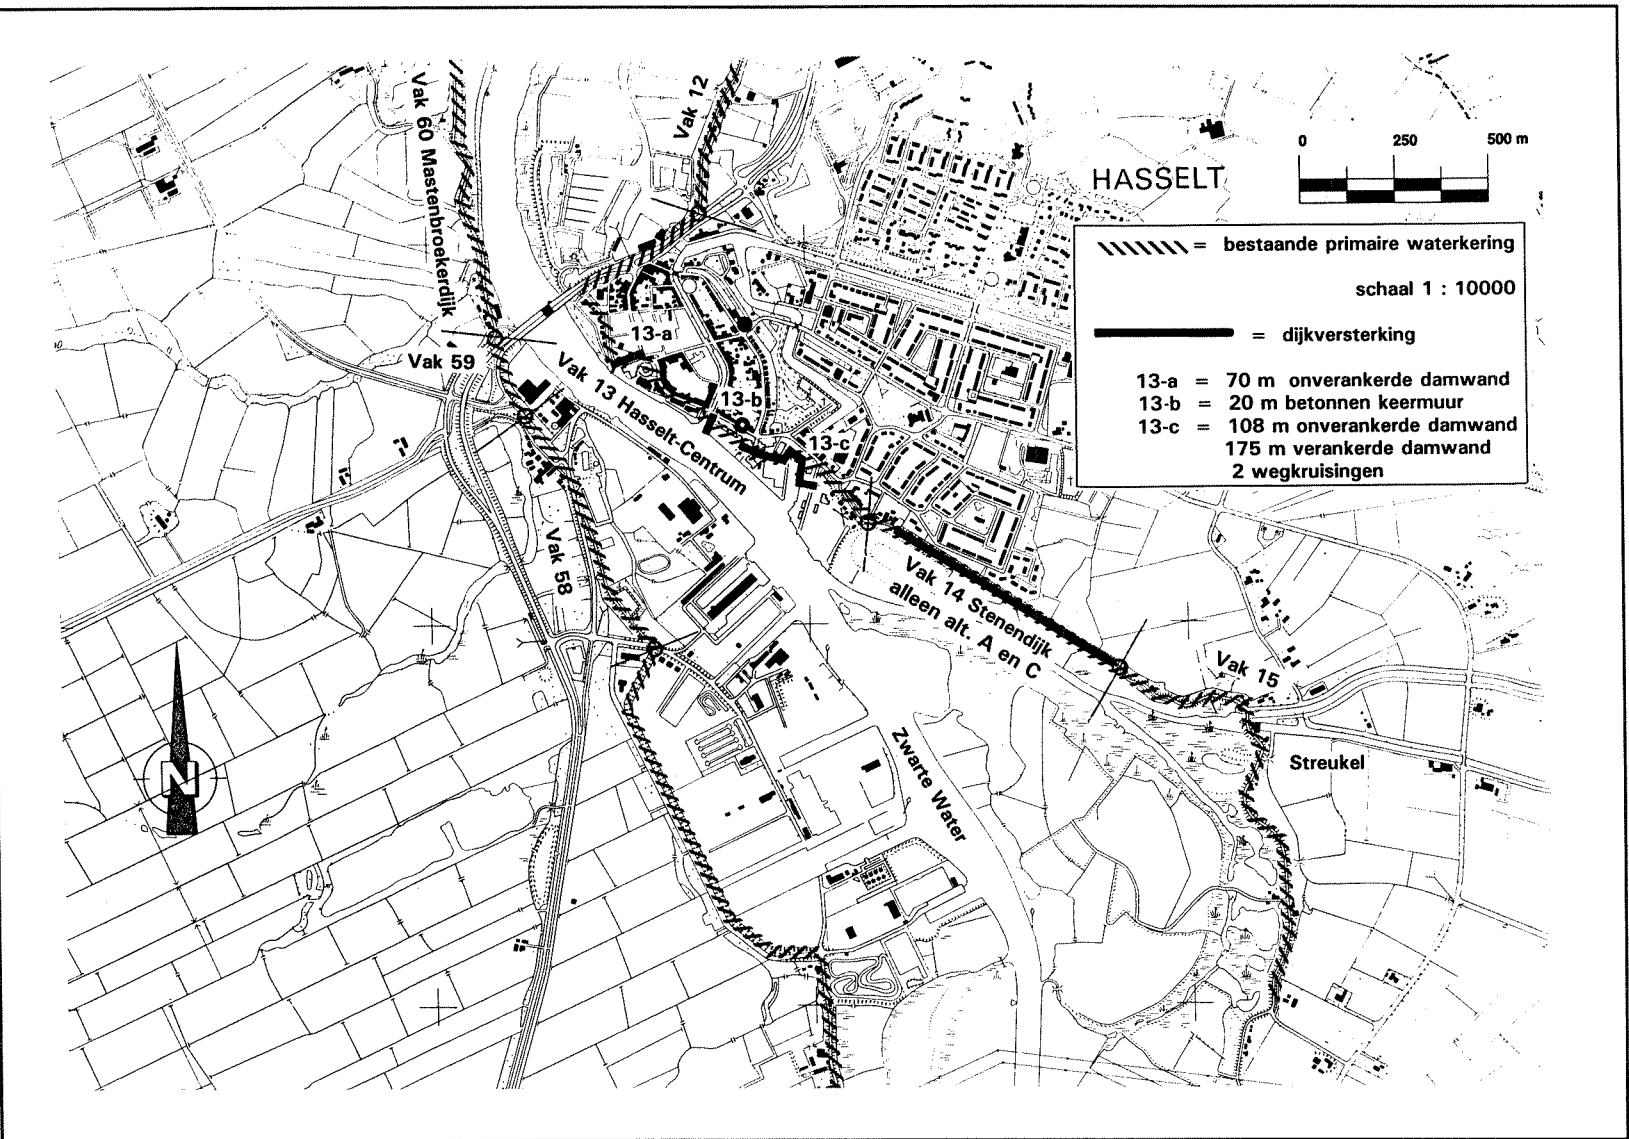 Vak 60 Mastenbroekerdijk
Vak 12
HASSELT
0 250 500 m
= bestaande primaire waterkering
schaal 1 : 10000
= dijkversterking
13-a = 70 m onverankerde damwand
13-b = 20 m betonnen keermuur
13-c = 108 m onverankerde damwand
175 m verankerde damwand
2 wegkruisingen
13-a
Vak 59
Vak 13 Hasselt-Centrum
13-b
13-c
Vak 58
Vak 14 Stenendijk
alleen alt. A en C
Vak 15
Streukel
Zwarte Water
N